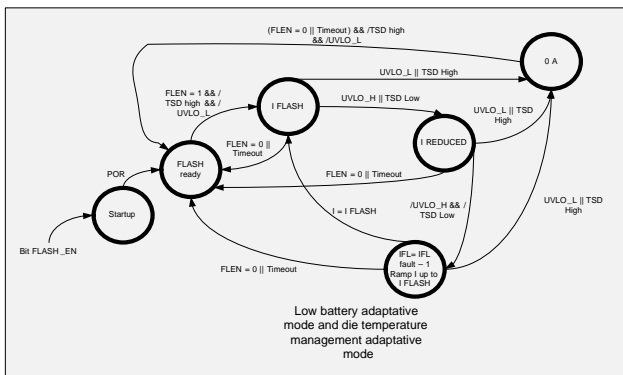 (FLEN = 0 || Timeout) && /TSD high
&& /UVLO_L
0 A
UVLO_L || TSD High
FLEN = 1 && /
TSD high && /
UVLO_L
I FLASH
UVLO_H || TSD Low
UVLO_L || TSD
High
I REDUCED
FLEN = 0 ||
Timeout
FLASH
ready
POR
FLEN = 0 || Timeout
Startup
/UVLO_H && /
TSD Low
UVLO_L || TSD
High
I = I FLASH
Bit FLASH _EN
IFL= IFL
fault – 1
Ramp I up to
I FLASH
FLEN = 0 || Timeout
Low battery adaptative
mode and die temperature
management adaptative
mode